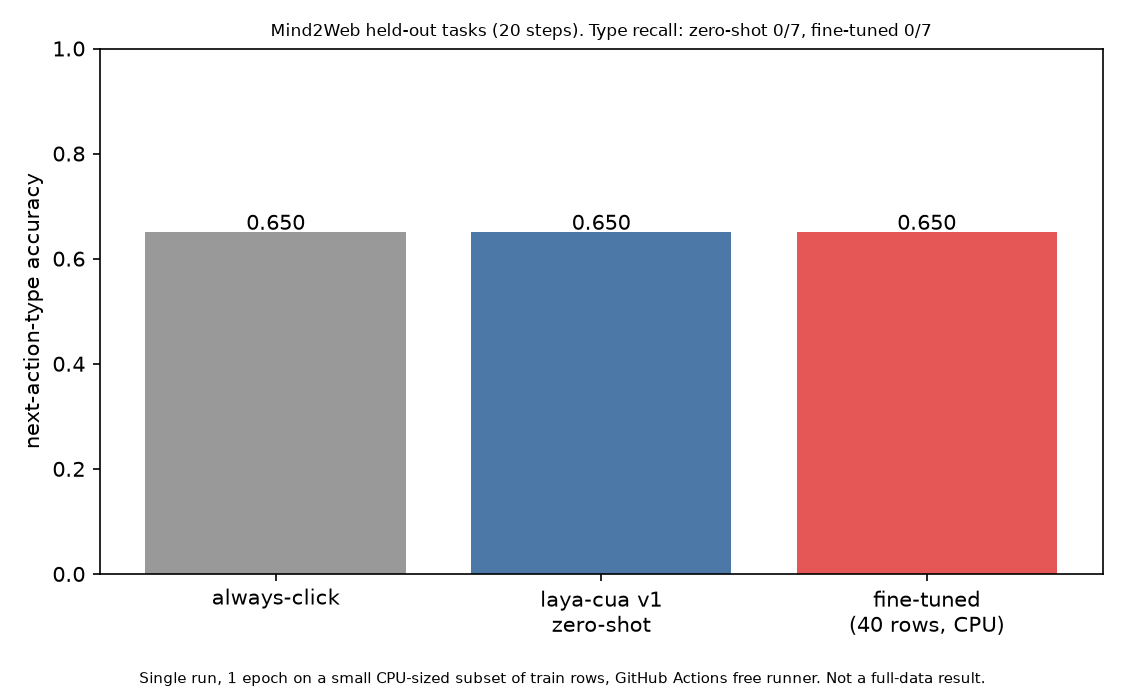 Mind2Web held-out tasks (20 steps). Type recall: zero-shot 0/7, fine-tuned 0/7
next-action-type accuracy
1.0
0.8
0.6
0.4
0.2
0.0
0.650
0.650
0.650
always-click
laya-cua v1
zero-shot
fine-tuned
(40 rows, CPU)
Single run, 1 epoch on a small CPU-sized subset of train rows, GitHub Actions free runner. Not a full-data result.